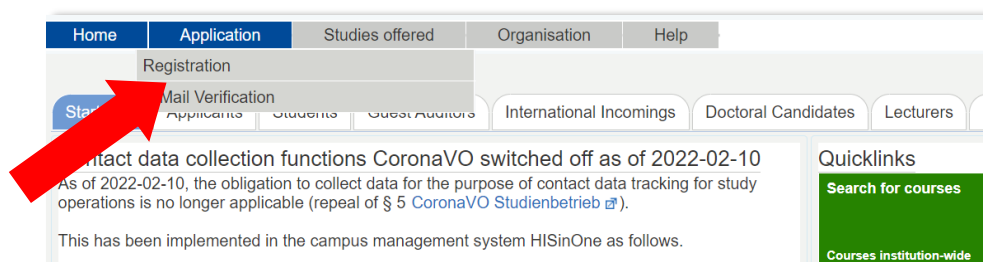 Home Application Studies offered Organisation Help
Registration
Mail Verification
Applicants Students Guest Auditors International Incomings Doctoral Candidates Lecturers
data collection functions CoronaVO switched off as of 2022-02-10
Quicklinks
As of 2022-02-10, the obligation to collect data for the purpose of contact data tracking for study
operations is no longer applicable (repeal of § 5 CoronaVO Studienbetrieb ).
Search for courses
This has been implemented in the campus management system HISinOne as follows.
Courses institution-wide